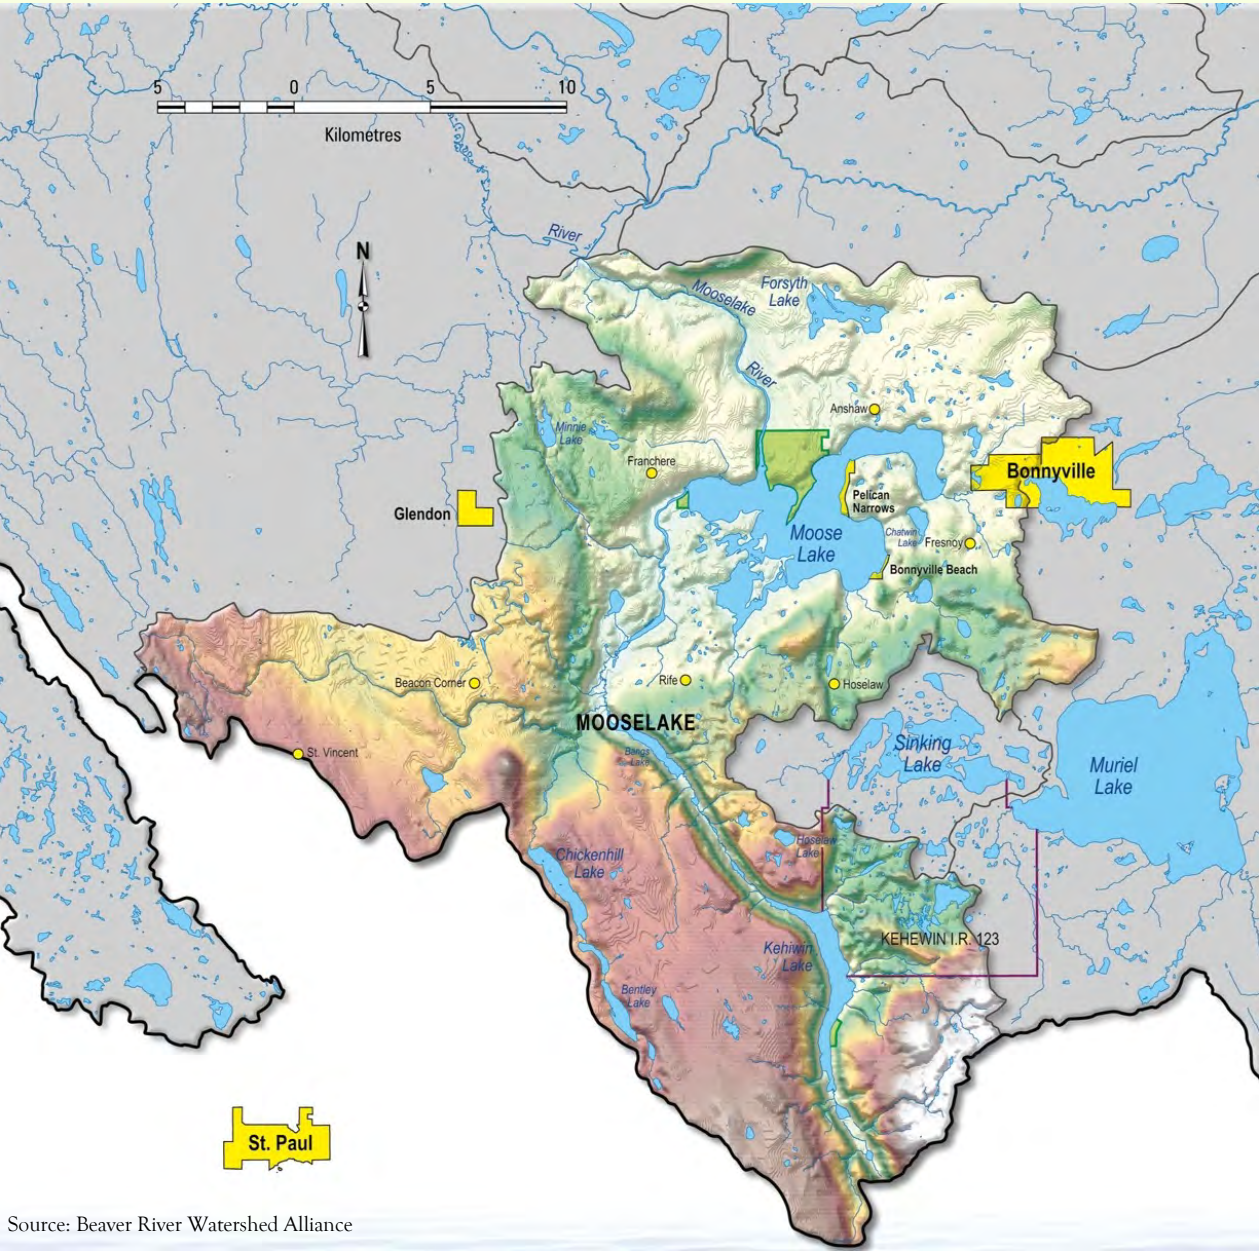 5 0 5 10
Kilometres
N
River
Mooselake
River
Forsyth
Lake
Anshaw
Minnie
Lake
Franchere
Bonnyville
Glendon
Pelican
Narrows
Moose
Lake
Chatwin
Lake
Fresnoy
Bonnyville Beach
Beacon Corner
Rife
Hoselaw
MOOSELAKE
St. Vincent
Bangs
Lake
Sinking
Lake
Muriel
Lake
Hoselaw
Lake
Chickenhill
Lake
Kehiwin
Lake
KEHEWIN I.R. 123
Bentley
Lake
St. Paul
Source: Beaver River Watershed Alliance